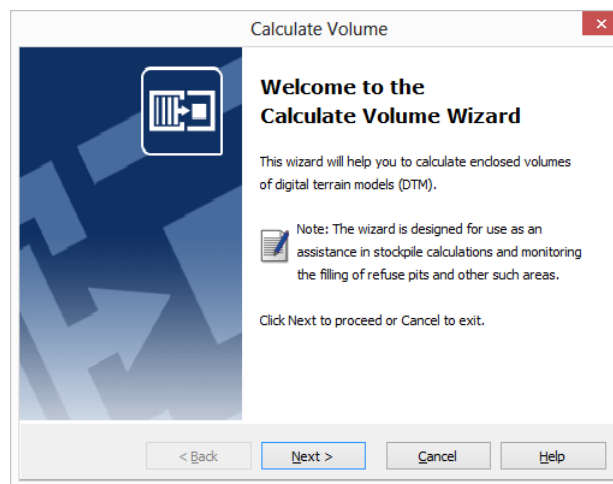 Calculate Volume
Welcome to the
Calculate Volume Wizard
This wizard will help you to calculate enclosed volumes
of digital terrain models (DTM).
Note: The wizard is designed for use as an
assistance in stockpile calculations and monitoring
the filling of refuse pits and other such areas.
Click Next to proceed or Cancel to exit.
< Back Next > Cancel Help